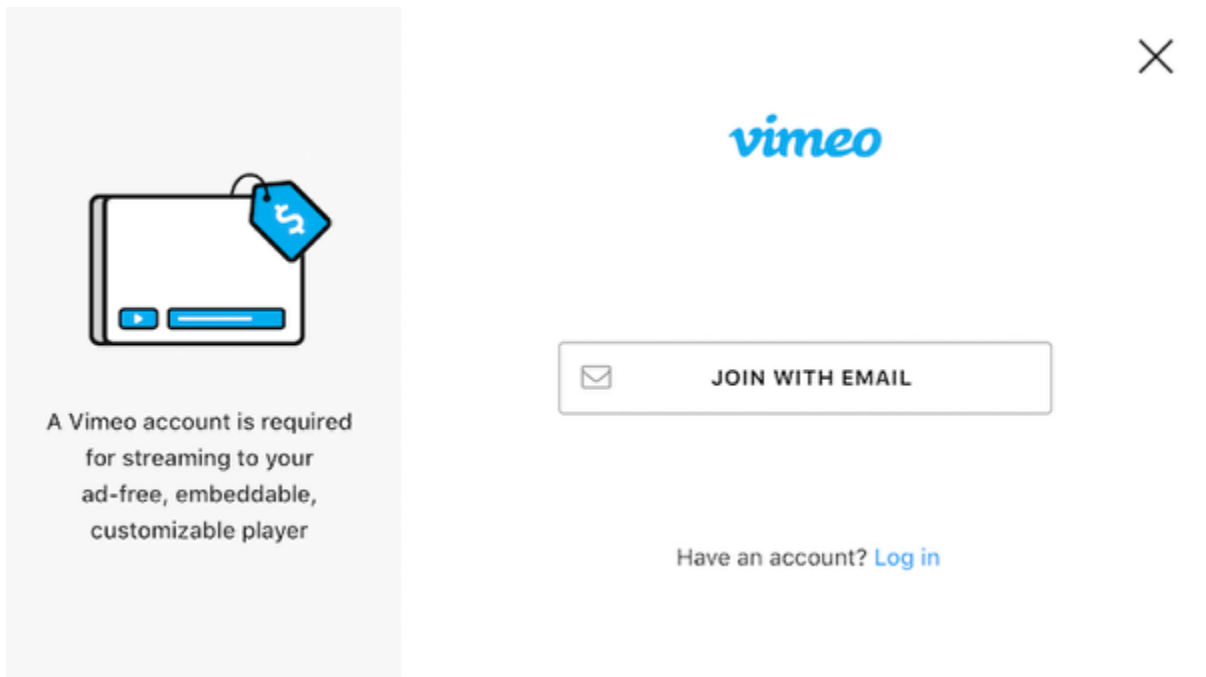 A Vimeo account is required
for streaming to your
ad-free, embeddable,
customizable player
vimeo
JOIN WITH EMAIL
Have an account? Log in